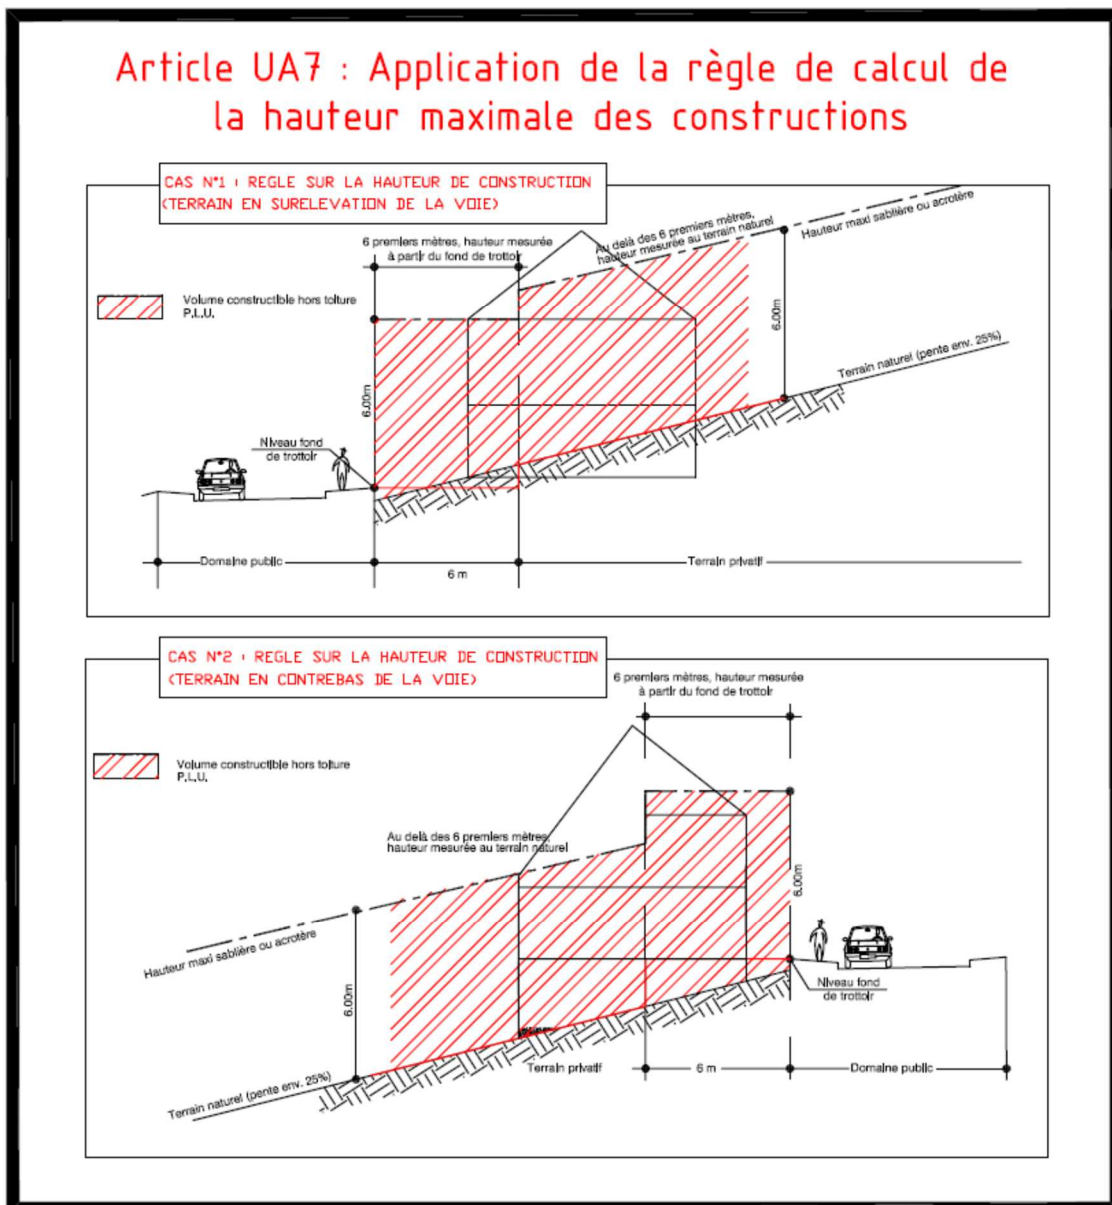 Article UA7 : Application de la règle de calcul de
la hauteur maximale des constructions
CAS N°1 : REGLE SUR LA HAUTEUR DE CONSTRUCTION
(TERRAIN EN SURELEVATION DE LA VOIE)
6 premiers mètres, hauteur mesurée
à partir du fond de trottoir
Au delà des 6 premiers mètres,
hauteur mesurée au terrain naturel
Hauteur maxi sablière ou acrotère
Volume constructible hors toiture
P.L.U.
6.00m
6.00m
Terrain naturel (pente env. 25%)
Niveau fond
de trottoir
Domaine public
6 m
Terrain privatif
CAS N°2 : REGLE SUR LA HAUTEUR DE CONSTRUCTION
(TERRAIN EN CONTREBAS DE LA VOIE)
6 premiers mètres, hauteur mesurée
à partir du fond de trottoir
Volume constructible hors toiture
P.L.U.
Au delà des 6 premiers mètres,
hauteur mesurée au terrain naturel
6.00m
Hauteur maxi sablière ou acrotère
6.00m
Niveau fond
de trottoir
Terrain privatif
6 m
Domaine public
Terrain naturel (pente env. 25%)